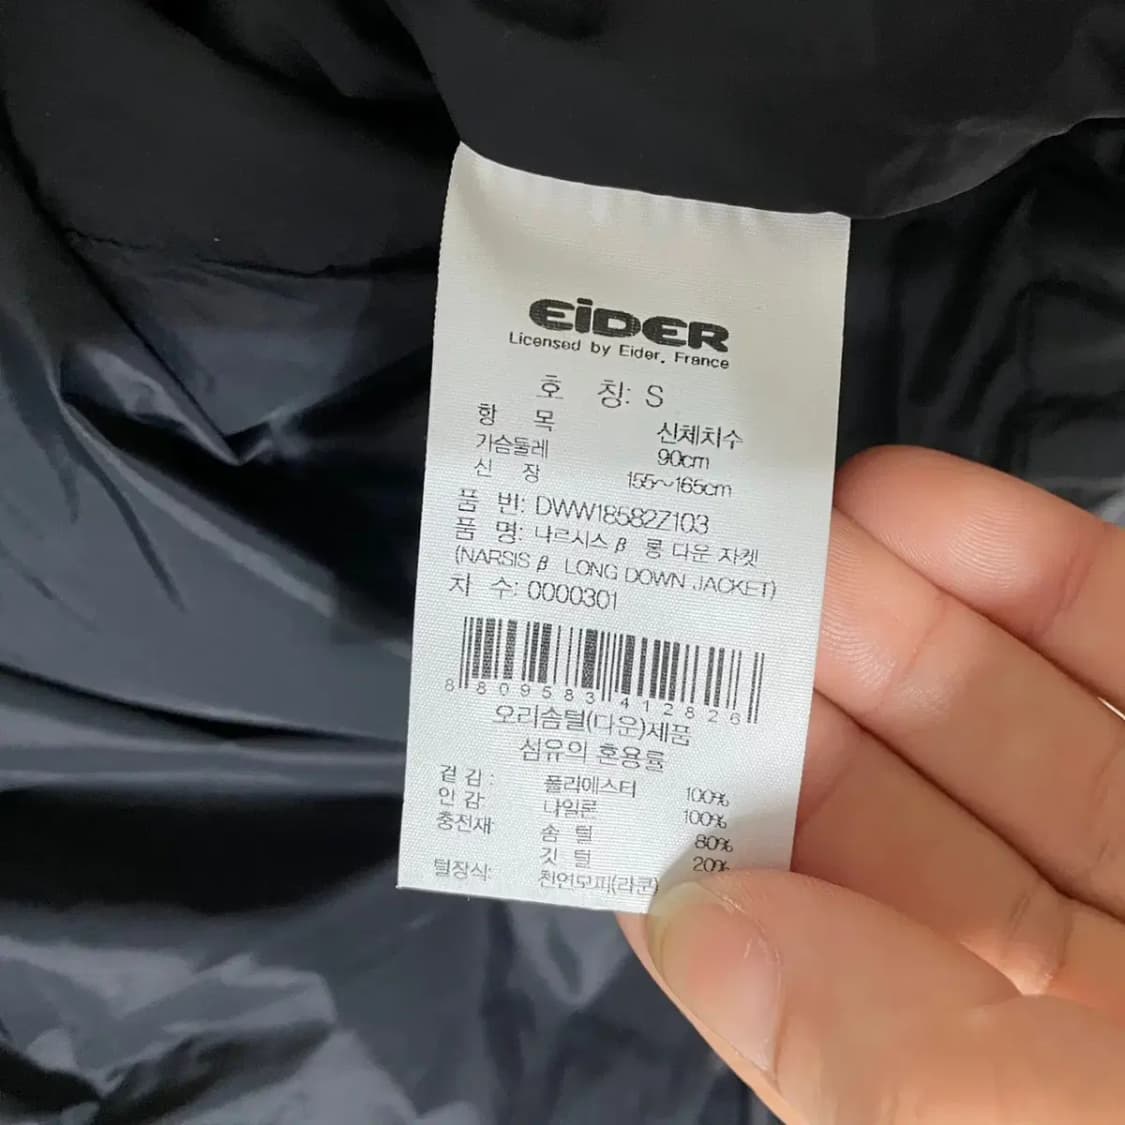 EiDER
Licensed by Eider, France
호 칭: S
항 목 신체치수
가슴둘레 90cm
신 장 155~165cm
품 번: DWW18582Z103
품 명: 나르시스 β 롱 다운 자켓
(NARSIS β LONG DOWN JACKET)
차 수: 0000301
8 809583 412826
오리솜털(다운)제품
섬유의 혼용률
겉감: 폴리에스터 100%
안감 나일론 100%
충전재 솜 털 80%
깃 털 20%
털장식: 천연모피(라쿤)